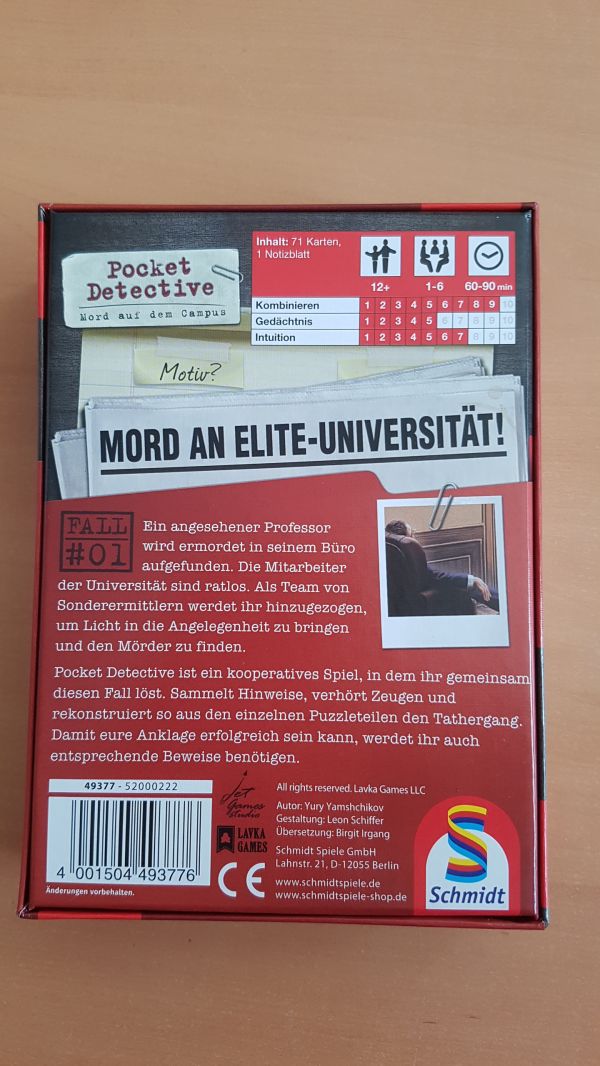 Pocket
Detective
Mord auf dem Campus
Inhalt: 71 Karten,
1 Notizblatt
12+ 1-6 60-90 min
Kombinieren 1 2 3 4 5 6 7 8 9 10
Gedächtnis 1 2 3 4 5 6 7 8 9 10
Intuition 1 2 3 4 5 6 7 8 9 10
Motiv?
MORD AN ELITE-UNIVERSITÄT!
FALL
#01
Ein angesehener Professor
wird ermordet in seinem Büro
aufgefunden. Die Mitarbeiter
der Universität sind ratlos. Als Team von
Sonderermittlern werdet ihr hinzugezogen,
um Licht in die Angelegenheit zu bringen
und den Mörder zu finden.
Pocket Detective ist ein kooperatives Spiel, in dem ihr gemeinsam
diesen Fall löst. Sammelt Hinweise, verhört Zeugen und
rekonstruiert so aus den einzelnen Puzzleteilen den Tathergang.
Damit eure Anklage erfolgreich sein kann, werdet ihr auch
entsprechende Beweise benötigen.
49377 - 52000222
4 001504 493776
Änderungen vorbehalten.
Jet
Games
studio
LAVKA
GAMES
CE
All rights reserved. Lavka Games LLC
Autor: Yury Yamshchikov
Gestaltung: Leon Schiffer
Übersetzung: Birgit Irgang
Schmidt Spiele GmbH
Lahnstr. 21, D-12055 Berlin
www.schmidtspiele.de
www.schmidtspiele-shop.de
Schmidt